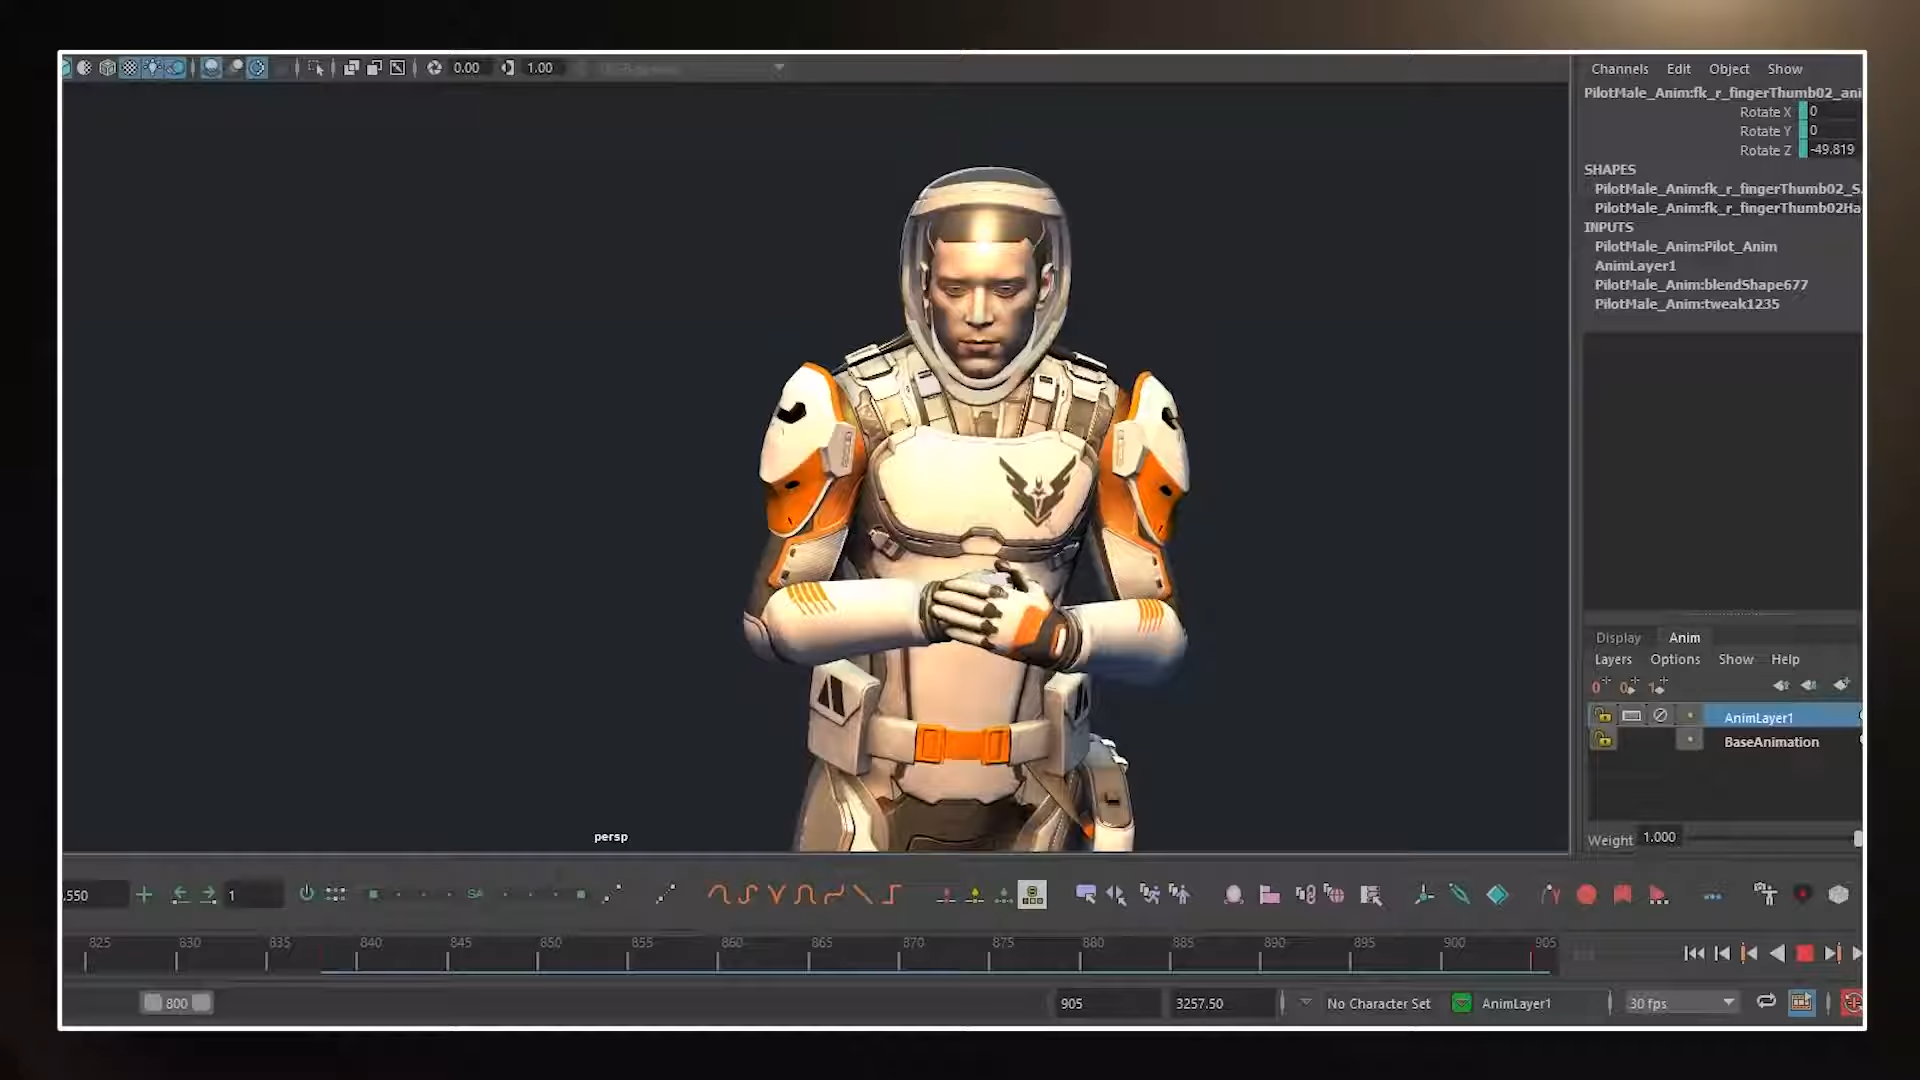 0.00 1.00
Channels Edit Object Show
PilotMale_Anim:fk_r_fingerThumb02_ani
Rotate X 0
Rotate Y 0
Rotate Z -49.819
SHAPES
PilotMale_Anim:fk_r_fingerThumb02_S
PilotMale_Anim:fk_r_fingerThumb02Ha
INPUTS
PilotMale_Anim:Pilot_Anim
AnimLayer1
PilotMale_Anim:blendShape677
PilotMale_Anim:tweak1235
Display Anim
Layers Options Show Help
AnimLayer1
BaseAnimation
Weight 1.000
persp
.550 1 SA
825 830 835 840 845 850 855 860 865 870 875 880 885 890 895 900 905
800 905 3257.50 No Character Set AnimLayer1 30 fps